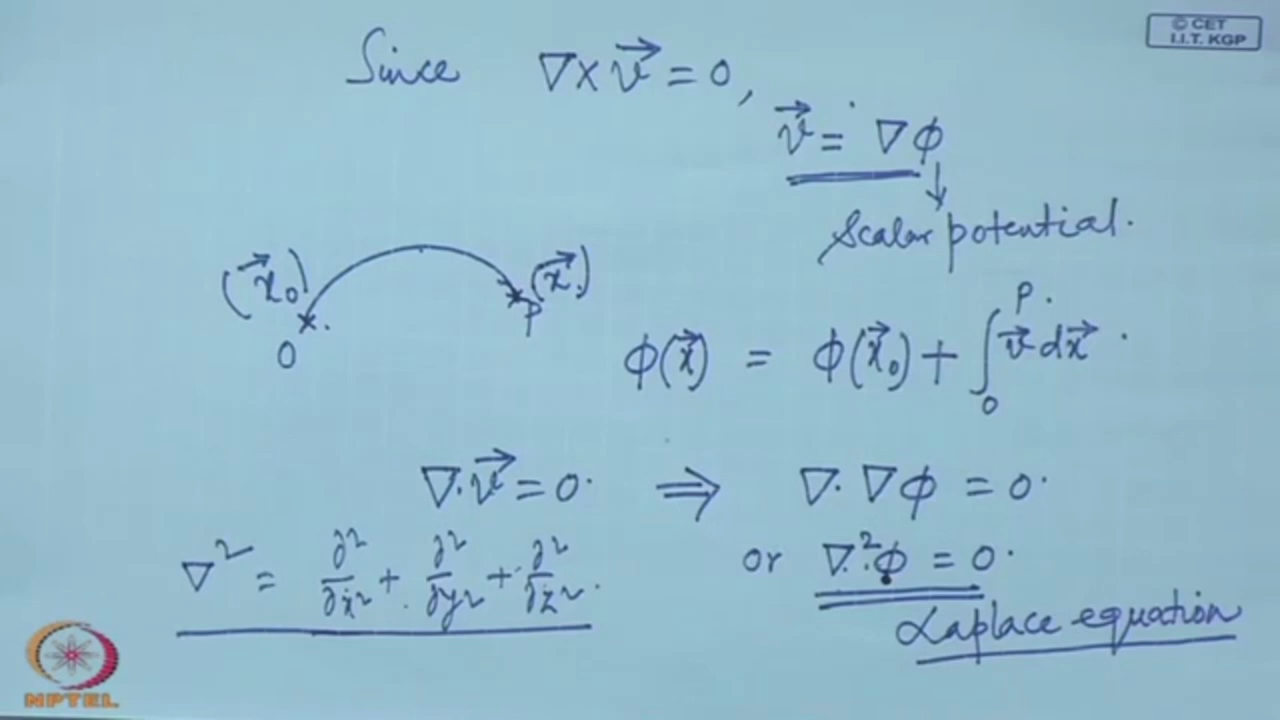 © CET
I.I.T. KGP
Since ∇×v⃗ = 0,
v⃗ = ∇ϕ
Scalar potential.
(x⃗₀) (x⃗)
O P
ϕ(x⃗) = ϕ(x⃗₀) + ∫₀ᴾ v⃗ dx⃗.
∇.v⃗ = 0. ⇒ ∇.∇ϕ = 0.
∇² = ∂²/∂x² + ∂²/∂y² + ∂²/∂z². or ∇²ϕ = 0.
Laplace equation
NPTEL